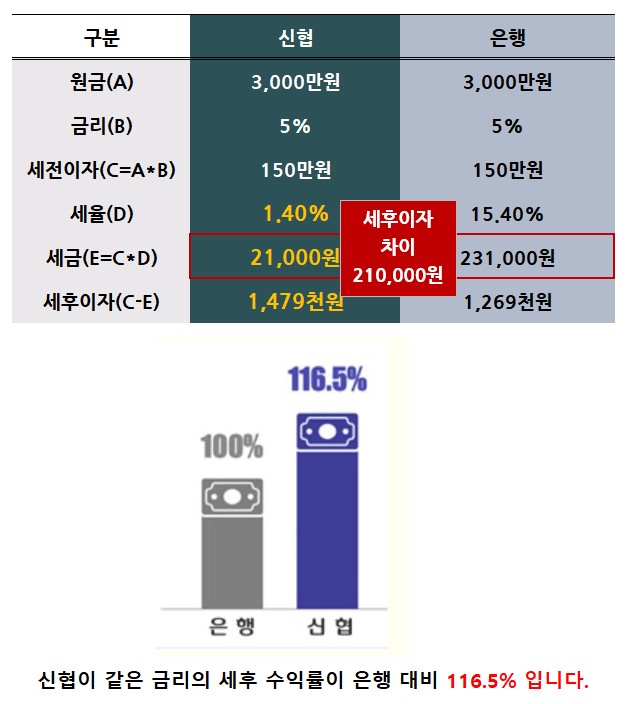 구분 신협 은행
원금(A) 3,000만원 3,000만원
금리(B) 5% 5%
세전이자(C=A*B) 150만원 150만원
세율(D) 1.40% 15.40%
세금(E=C*D) 21,000원 231,000원
세후이자(C-E) 1,479천원 1,269천원
세후이자
차이
210,000원
116.5%
100%
은행 신협
신협이 같은 금리의 세후 수익률이 은행 대비 116.5% 입니다.